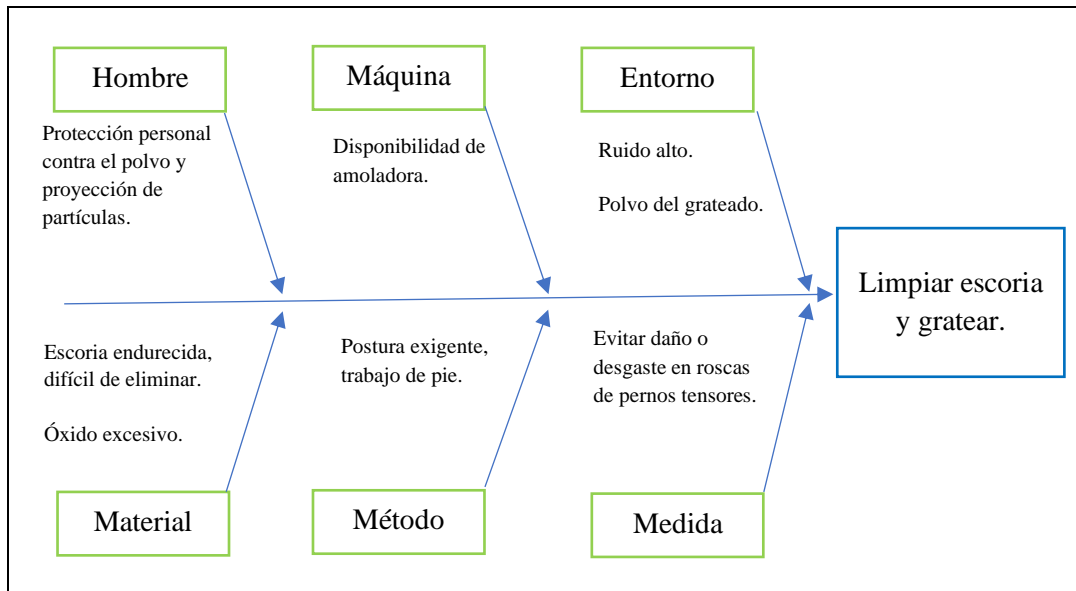 Hombre
Máquina
Entorno
Protección personal
contra el polvo y
proyección de
partículas.
Disponibilidad de
amoladora.
Ruido alto.
Polvo del grateado.
Limpiar escoria
y gratear.
Escoria endurecida,
difícil de eliminar.
Óxido excesivo.
Postura exigente,
trabajo de pie.
Evitar daño o
desgaste en roscas
de pernos tensores.
Material
Método
Medida